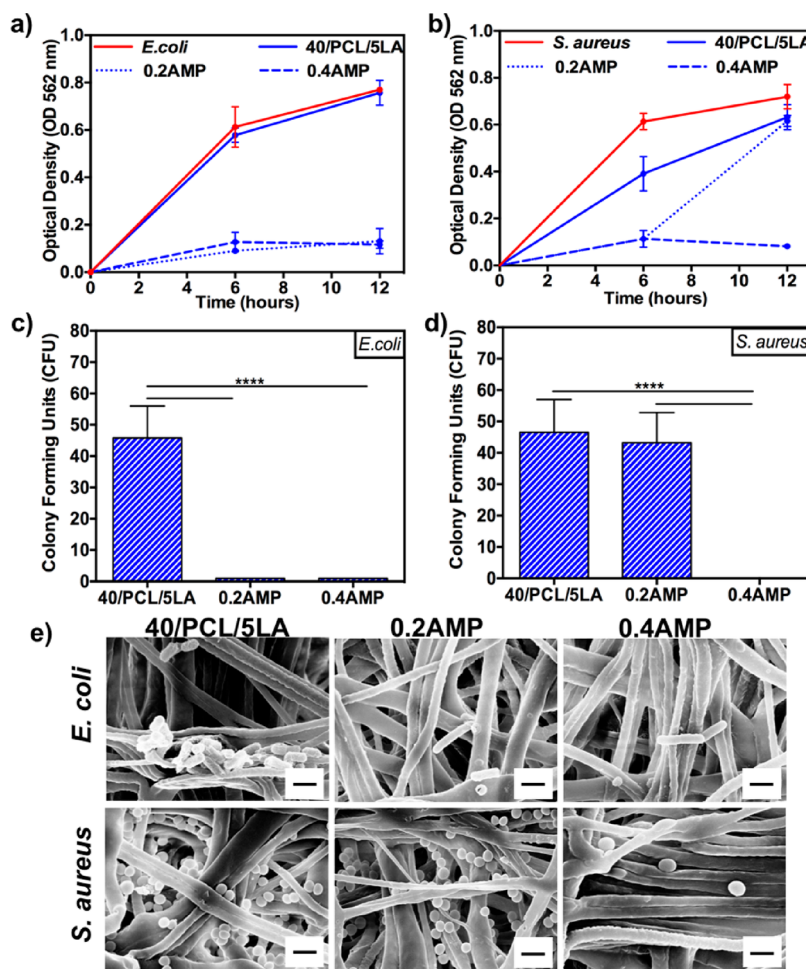 a)
E.coli
40/PCL/5LA
0.2AMP
0.4AMP
Optical Density (OD 562 nm)
0.8
0.6
0.4
0.2
0.0
0 2 4 6 8 10 12
Time (hours)
b)
S. aureus
40/PCL/5LA
0.2AMP
0.4AMP
Optical Density (OD 562 nm)
1.0
0.8
0.6
0.4
0.2
0.0
0 2 4 6 8 10 12
Time (hours)
c)
E.coli
Colony Forming Units (CFU)
80
70
60
50
40
30
20
10
0
****
40/PCL/5LA 0.2AMP 0.4AMP
d)
S. aureus
Colony Forming Units (CFU)
80
70
60
50
40
30
20
10
0
****
40/PCL/5LA 0.2AMP 0.4AMP
e)
40/PCL/5LA 0.2AMP 0.4AMP
E. coli
S. aureus